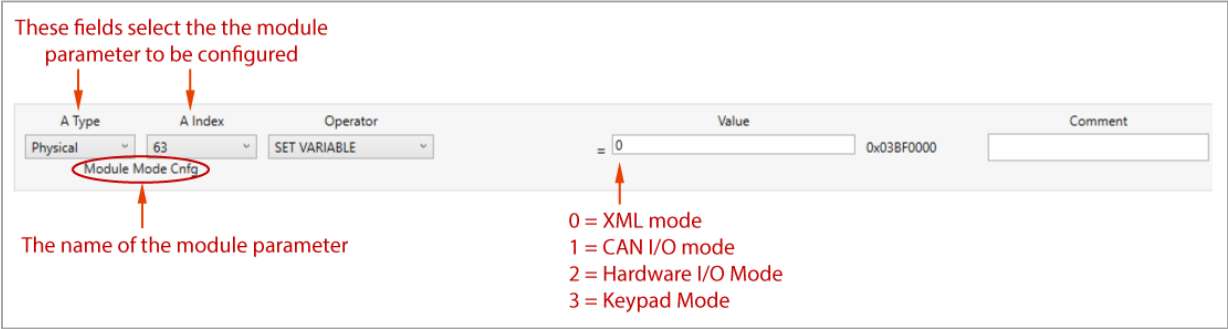 These fields select the the module
parameter to be configured
A Type A Index Operator Value Comment
Physical 63 SET VARIABLE = 0 0x03BF0000
Module Mode Cnfg
The name of the module parameter
0 = XML mode
1 = CAN I/O mode
2 = Hardware I/O Mode
3 = Keypad Mode